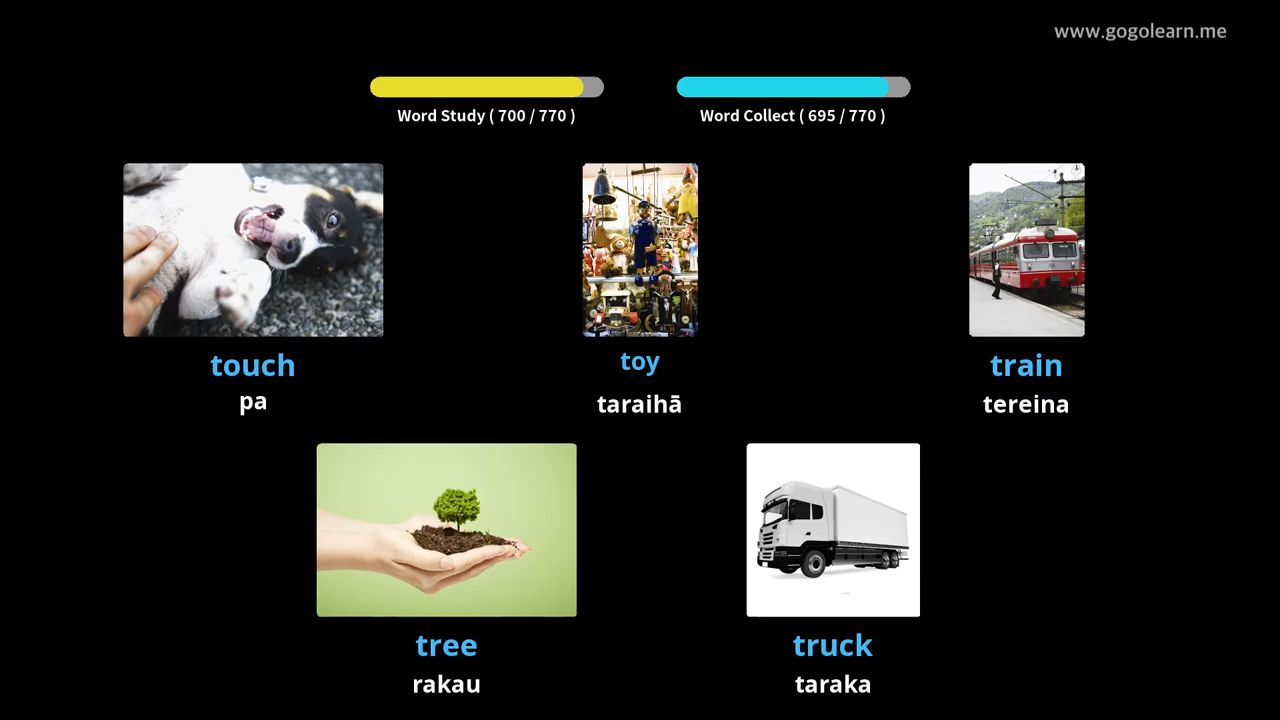 www.gogolearn.me
Word Study ( 700 / 770 )
Word Collect ( 695 / 770 )
touch
pa
toy
taraihā
train
tereina
tree
rakau
truck
taraka